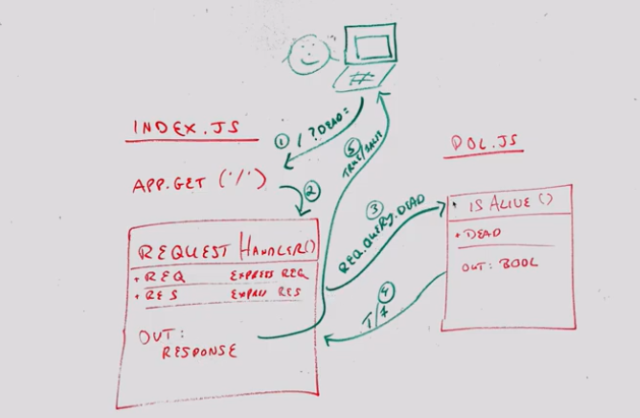 ① / ?DEAD=
INDEX.JS
DOL.JS
⑤ TRUE/FALSE
APP.GET ('/')
②
③
REQ.QUERY.DEAD
• IS ALIVE ()
• DEAD
OUT: BOOL
REQUEST HANDLER()
• REQ EXPRESS REQ
• RES EXPRESS RES
④
T/F
OUT:
RESPONSE